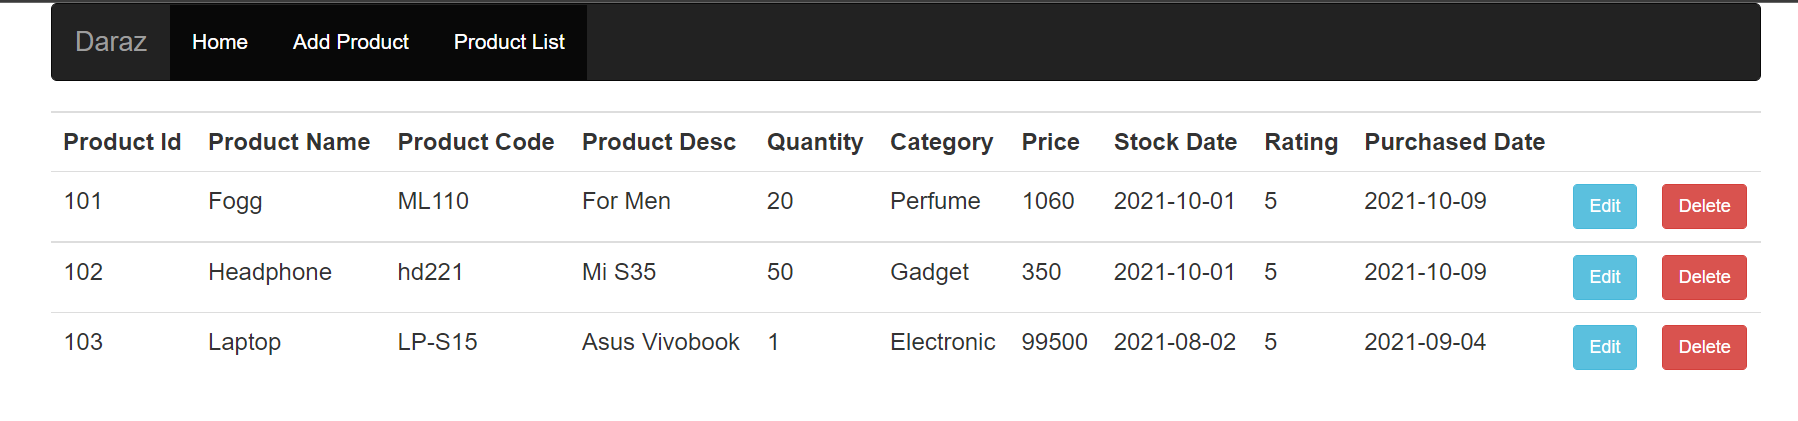 Daraz Home Add Product Product List
Product Id Product Name Product Code Product Desc Quantity Category Price Stock Date Rating Purchased Date
101 Fogg ML110 For Men 20 Perfume 1060 2021-10-01 5 2021-10-09 Edit Delete
102 Headphone hd221 Mi S35 50 Gadget 350 2021-10-01 5 2021-10-09 Edit Delete
103 Laptop LP-S15 Asus Vivobook 1 Electronic 99500 2021-08-02 5 2021-09-04 Edit Delete